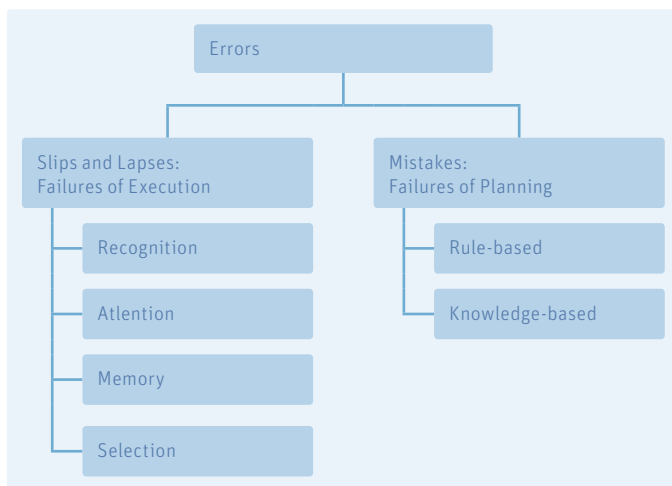 Errors
Slips and Lapses:
Failures of Execution
Recognition
Atlention
Memory
Selection
Mistakes:
Failures of Planning
Rule-based
Knowledge-based